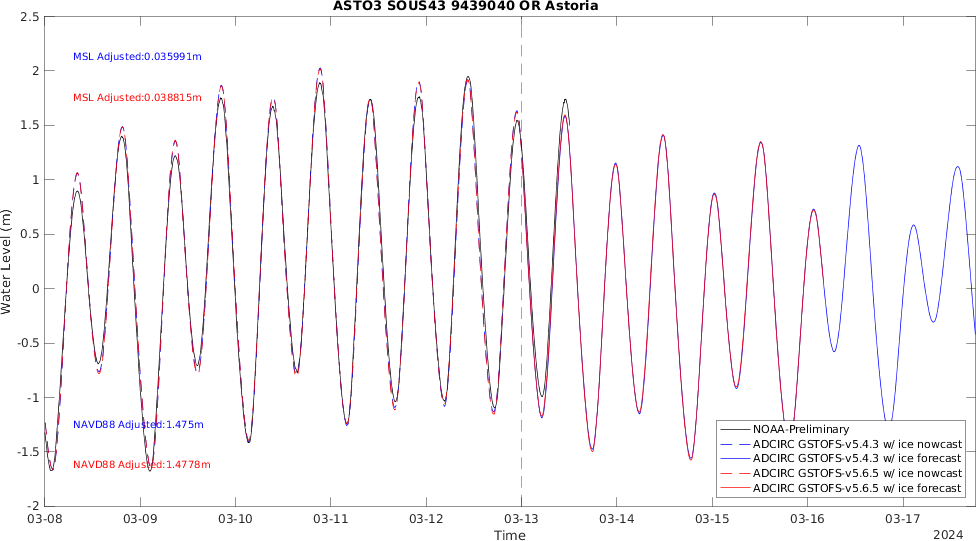 ASTO3 SOUS43 9439040 OR Astoria
2.5
2
1.5
1
0.5
0
-0.5
-1
-1.5
-2
Water Level (m)
MSL Adjusted:0.035991m
MSL Adjusted:0.038815m
NAVD88 Adjusted:1.475m
NAVD88 Adjusted:1.4778m
NOAA-Preliminary
ADCIRC GSTOFS-v5.4.3 w/ ice nowcast
ADCIRC GSTOFS-v5.4.3 w/ ice forecast
ADCIRC GSTOFS-v5.6.5 w/ ice nowcast
ADCIRC GSTOFS-v5.6.5 w/ ice forecast
03-08 03-09 03-10 03-11 03-12 03-13 03-14 03-15 03-16 03-17
Time
2024